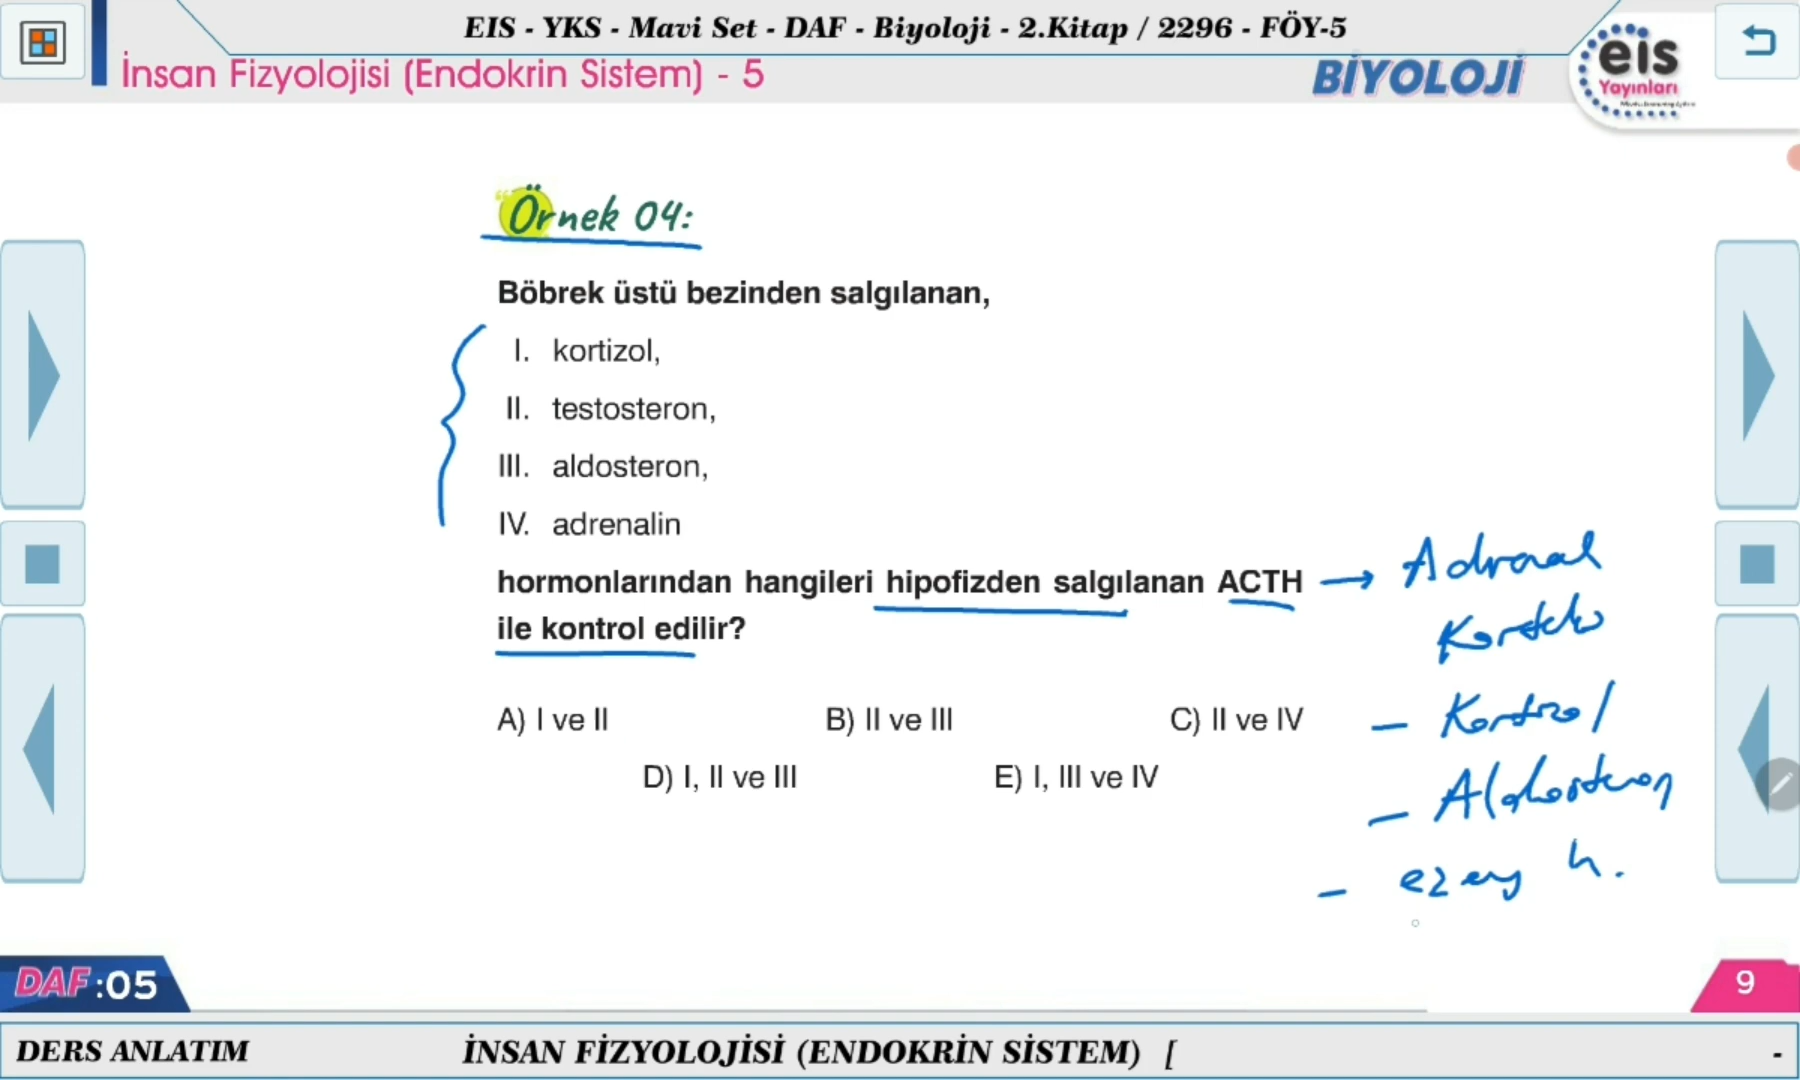 EIS - YKS - Mavi Set - DAF - Biyoloji - 2.Kitap / 2296 - FÖY-5
İnsan Fizyolojisi (Endokrin Sistem) - 5
BİYOLOJİ
eis
Yayınları
Örnek 04:
Böbrek üstü bezinden salgılanan,
I. kortizol,
II. testosteron,
III. aldosteron,
IV. adrenalin
hormonlarından hangileri hipofizden salgılanan ACTH
ile kontrol edilir?
A) I ve II
B) II ve III
C) II ve IV
D) I, II ve III
E) I, III ve IV
→ Adrenal
Korteks
- Kortizol
- Aldosteron
- eşey h.
DAF:05
9
DERS ANLATIM
İNSAN FİZYOLOJİSİ (ENDOKRİN SİSTEM) [
-